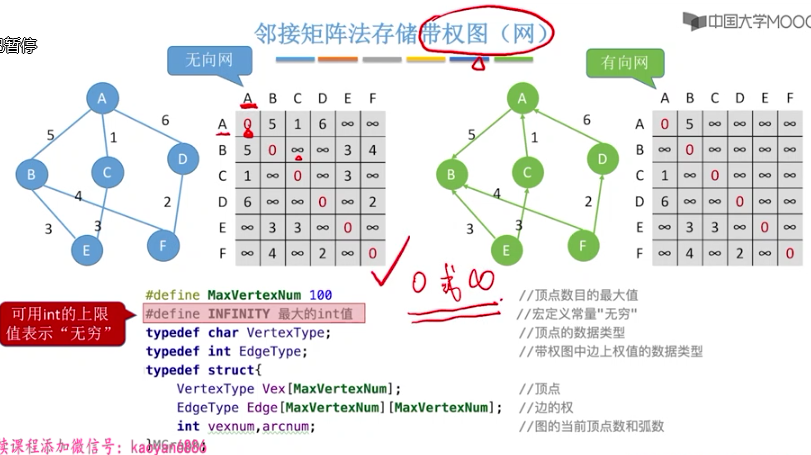 暂停
邻接矩阵法存储带权图（网）
中国大学MOOC
无向网
有向网
A B C D E F
A 0 5 1 6 ∞ ∞
B 5 0 ∞ ∞ 3 4
C 1 ∞ 0 ∞ 3 ∞
D 6 ∞ ∞ 0 ∞ 2
E ∞ 3 3 ∞ 0 ∞
F ∞ 4 ∞ 2 ∞ 0
A
5 1 6
B C D
4 2
3 3
E F
A B C D E F
A 0 5 ∞ ∞ ∞ ∞
B ∞ 0 ∞ ∞ ∞ ∞
C 1 ∞ 0 ∞ ∞ ∞
D 6 ∞ ∞ 0 ∞ ∞
E ∞ 3 3 ∞ 0 ∞
F ∞ 4 ∞ 2 ∞ 0
A
5 1 6
B C D
4 2
3 3
E F
0 或 ∞
可用int的上限
值表示“无穷”
#define MaxVertexNum 100 //顶点数目的最大值
#define INFINITY 最大的int值 //宏定义常量"无穷"
typedef char VertexType; //顶点的数据类型
typedef int EdgeType; //带权图中边上权值的数据类型
typedef struct{
VertexType Vex[MaxVertexNum]; //顶点
EdgeType Edge[MaxVertexNum][MaxVertexNum]; //边的权
int vexnum,arcnum; //图的当前顶点数和弧数
课程添加微信号：